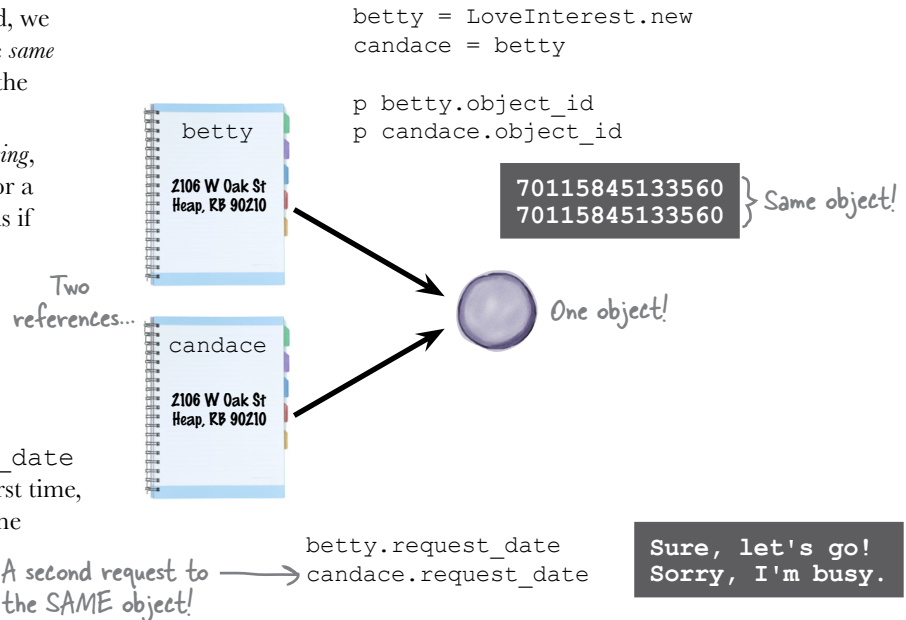 d, we
same
the
ing,
or a
s if
_date
rst time,
he
betty = LoveInterest.new
candace = betty
p betty.object_id
p candace.object_id
betty
2106 W Oak St
Heap, RB 90210
70115845133560
70115845133560
Same object!
Two
references...
One object!
candace
2106 W Oak St
Heap, RB 90210
A second request to
the SAME object!
betty.request_date
candace.request_date
Sure, let's go!
Sorry, I'm busy.